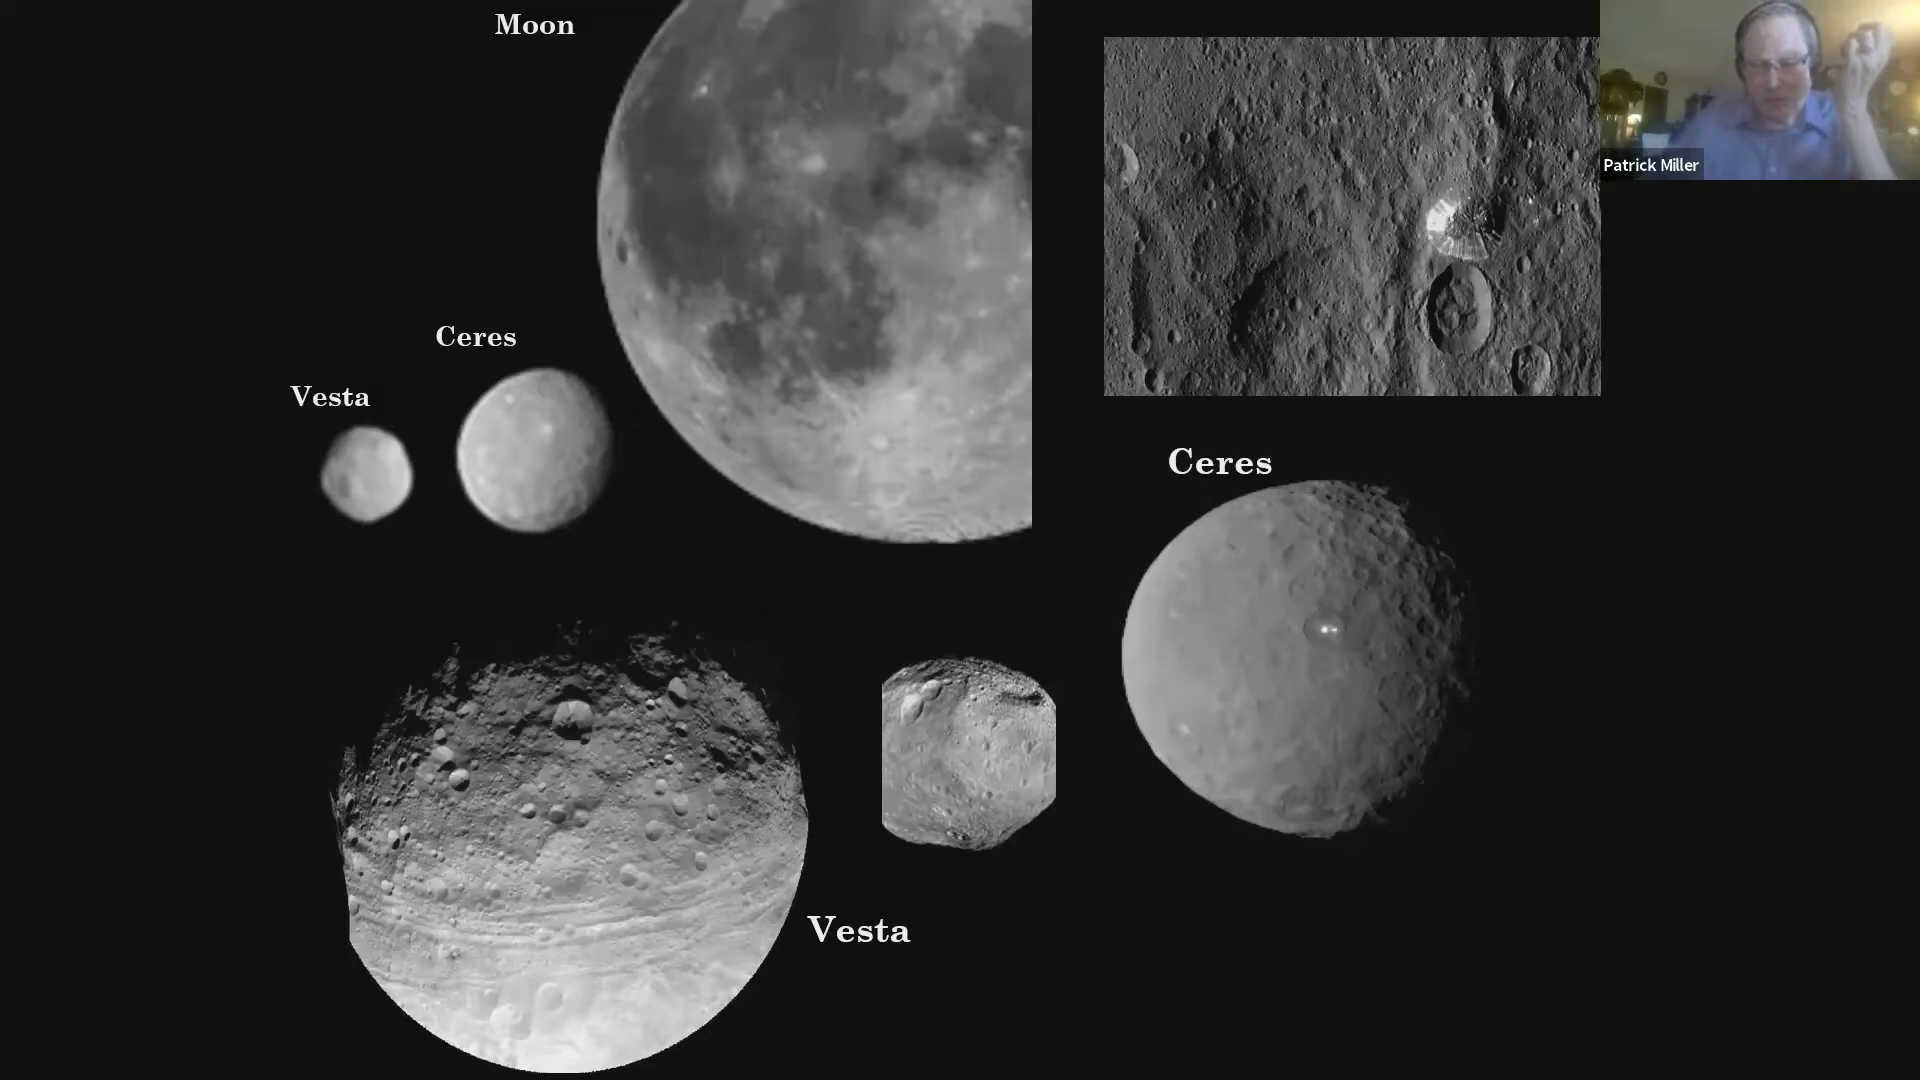 Moon
Patrick Miller
Ceres
Vesta
Ceres
Vesta